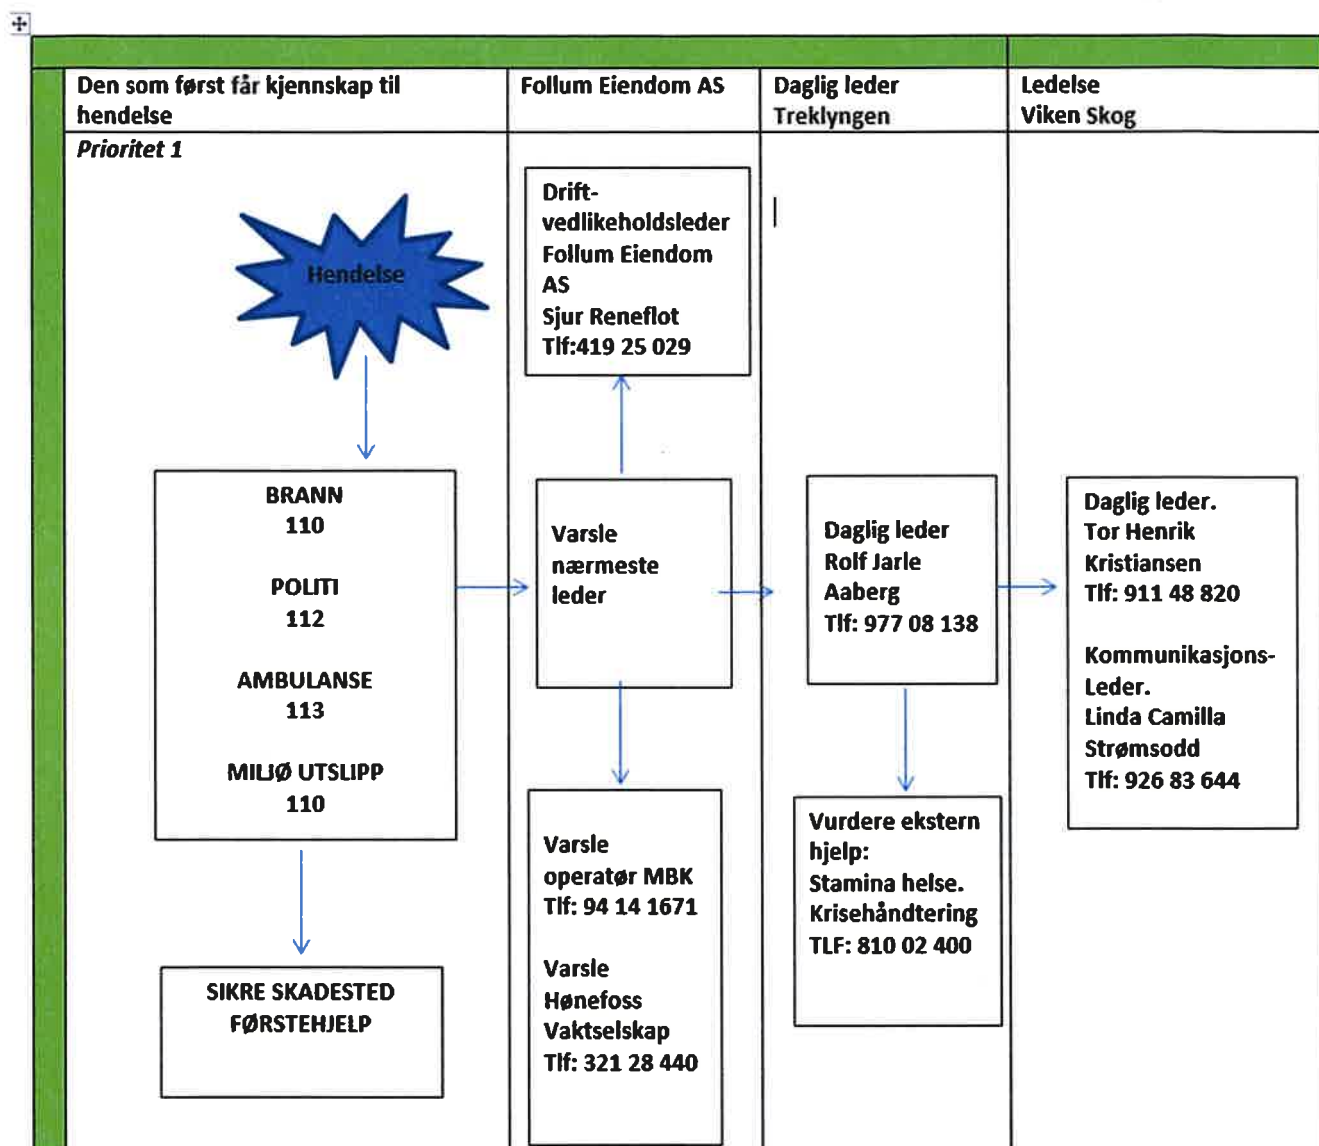 Den som først får kjennskap til
hendelse
Follum Eiendom AS
Daglig leder
Treklyngen
Ledelse
Viken Skog
Prioritet 1
Hendelse
BRANN
110
POLITI
112
AMBULANSE
113
MILJØ UTSLIPP
110
SIKRE SKADESTED
FØRSTEHJELP
Drift-
vedlikeholdsleder
Follum Eiendom
AS
Sjur Reneflot
Tlf:419 25 029
Varsle
nærmeste
leder
Varsle
operatør MBK
Tlf: 94 14 1671
Varsle
Hønefoss
Vaktselskap
Tlf: 321 28 440
Daglig leder
Rolf Jarle
Aaberg
Tlf: 977 08 138
Vurdere ekstern
hjelp:
Stamina helse.
Krisehåndtering
TLF: 810 02 400
Daglig leder.
Tor Henrik
Kristiansen
Tlf: 911 48 820
Kommunikasjons-
Leder.
Linda Camilla
Strømsodd
Tlf: 926 83 644